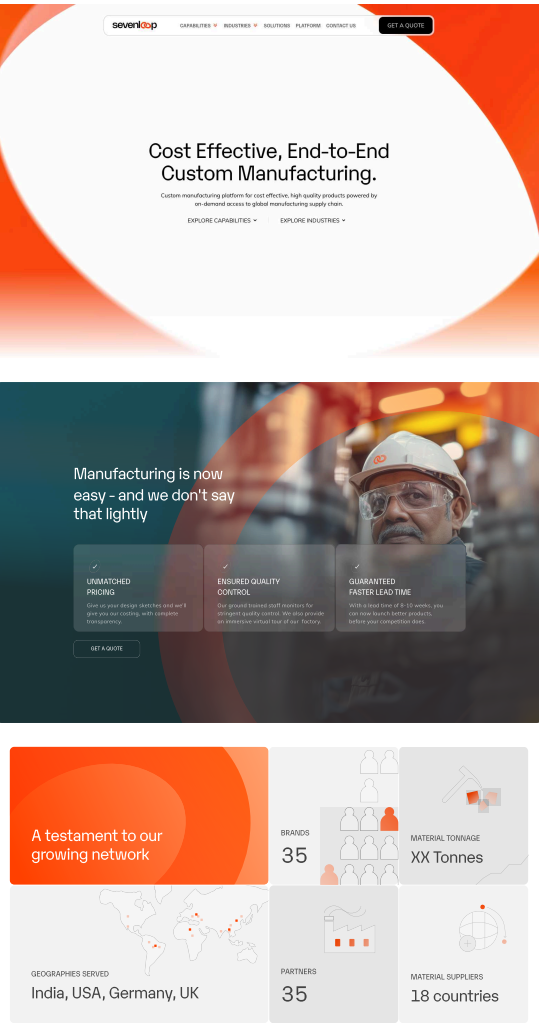 sevenloop
CAPABILITIES INDUSTRIES SOLUTIONS PLATFORM CONTACT US
GET A QUOTE
Cost Effective, End-to-End
Custom Manufacturing.
Custom manufacturing platform for cost effective, high quality products powered by
on-demand access to global manufacturing supply chain.
EXPLORE CAPABILITIES
EXPLORE INDUSTRIES
Manufacturing is now
easy - and we don't say
that lightly
UNMATCHED
PRICING
Give us your design sketches and we'll
give you our costing, with complete
transparency.
ENSURED QUALITY
CONTROL
Our ground trained staff monitors for
stringent quality control. We also provide
an immersive virtual tour of our factory.
GUARANTEED
FASTER LEAD TIME
With a lead time of 8-10 weeks, you
can now launch better products,
before your competition does.
GET A QUOTE
A testament to our
growing network
BRANDS
35
MATERIAL TONNAGE
XX Tonnes
GEOGRAPHIES SERVED
India, USA, Germany, UK
PARTNERS
35
MATERIAL SUPPLIERS
18 countries